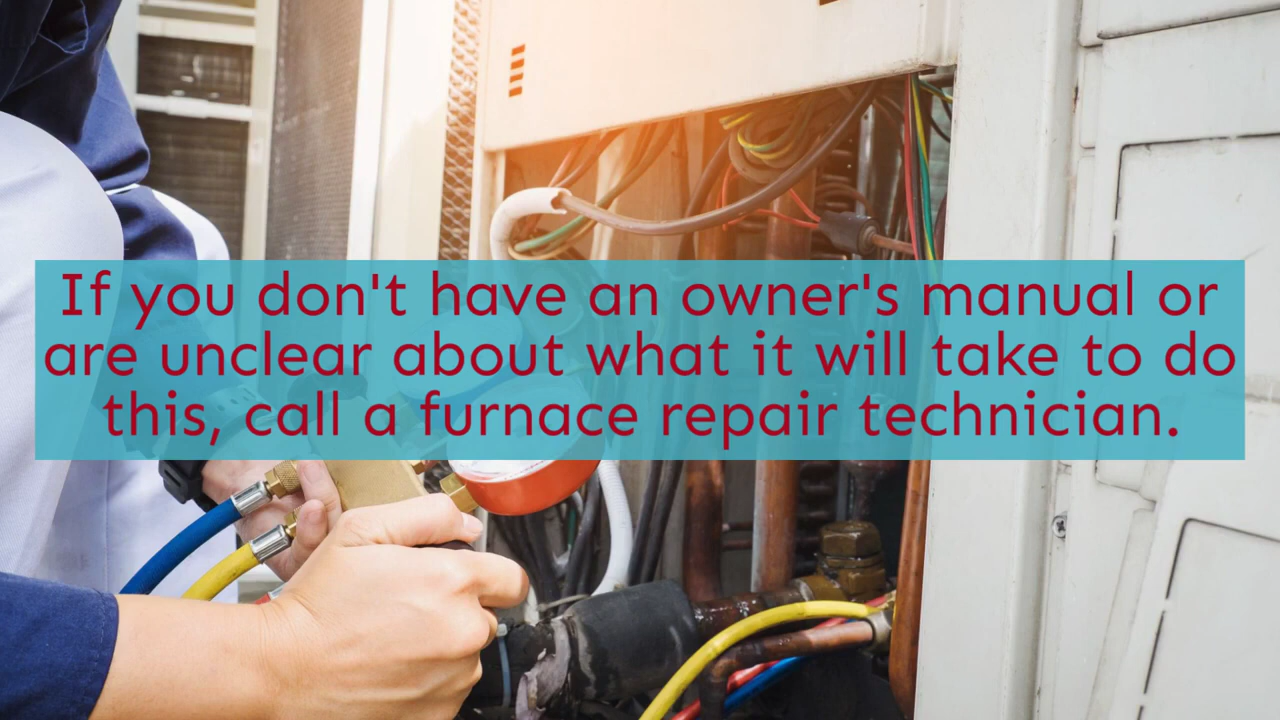 If you don't have an owner's manual or
are unclear about what it will take to do
this, call a furnace repair technician.